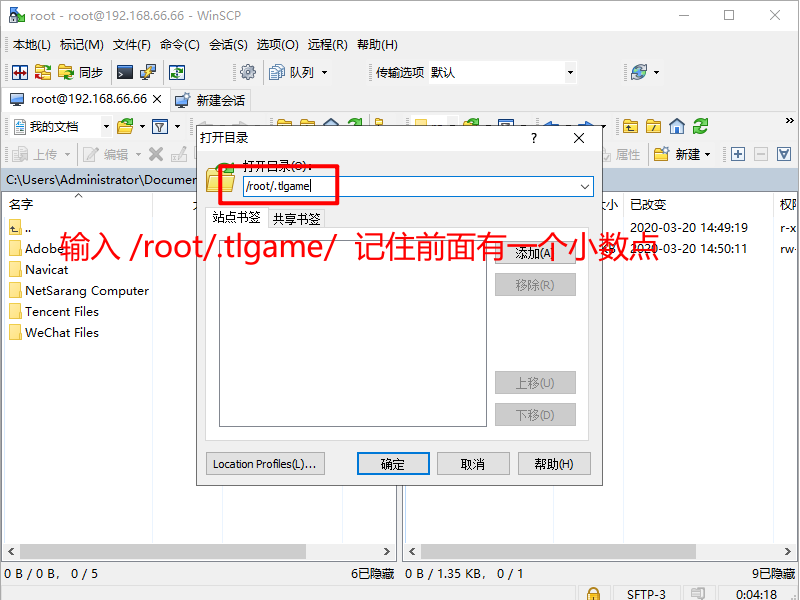 root - root@192.168.66.66 - WinSCP
本地(L) 标记(M) 文件(F) 命令(C) 会话(S) 选项(O) 远程(R) 帮助(H)
同步 队列 传输选项 默认
root@192.168.66.66 × 新建会话
我的文档
上传 编辑 属性 新建
C:\Users\Administrator\Documen
名字 大小 已改变 权限
.. 2020-03-20 14:49:19 r-x
Adobe 2020-03-20 14:50:11 rw-
Navicat
NetSarang Computer
Tencent Files
WeChat Files
打开目录 ?
打开目录(O):
/root/.tlgame
站点书签 共享书签
添加(A)
移除(R)
上移(U)
下移(D)
Location Profiles(L)...
确定 取消 帮助(H)
输入 /root/.tlgame/ 记住前面有一个小数点
0 B / 0 B, 0 / 5 6已隐藏 0 B / 1.35 KB, 0 / 1 9已隐藏
SFTP-3 0:04:18